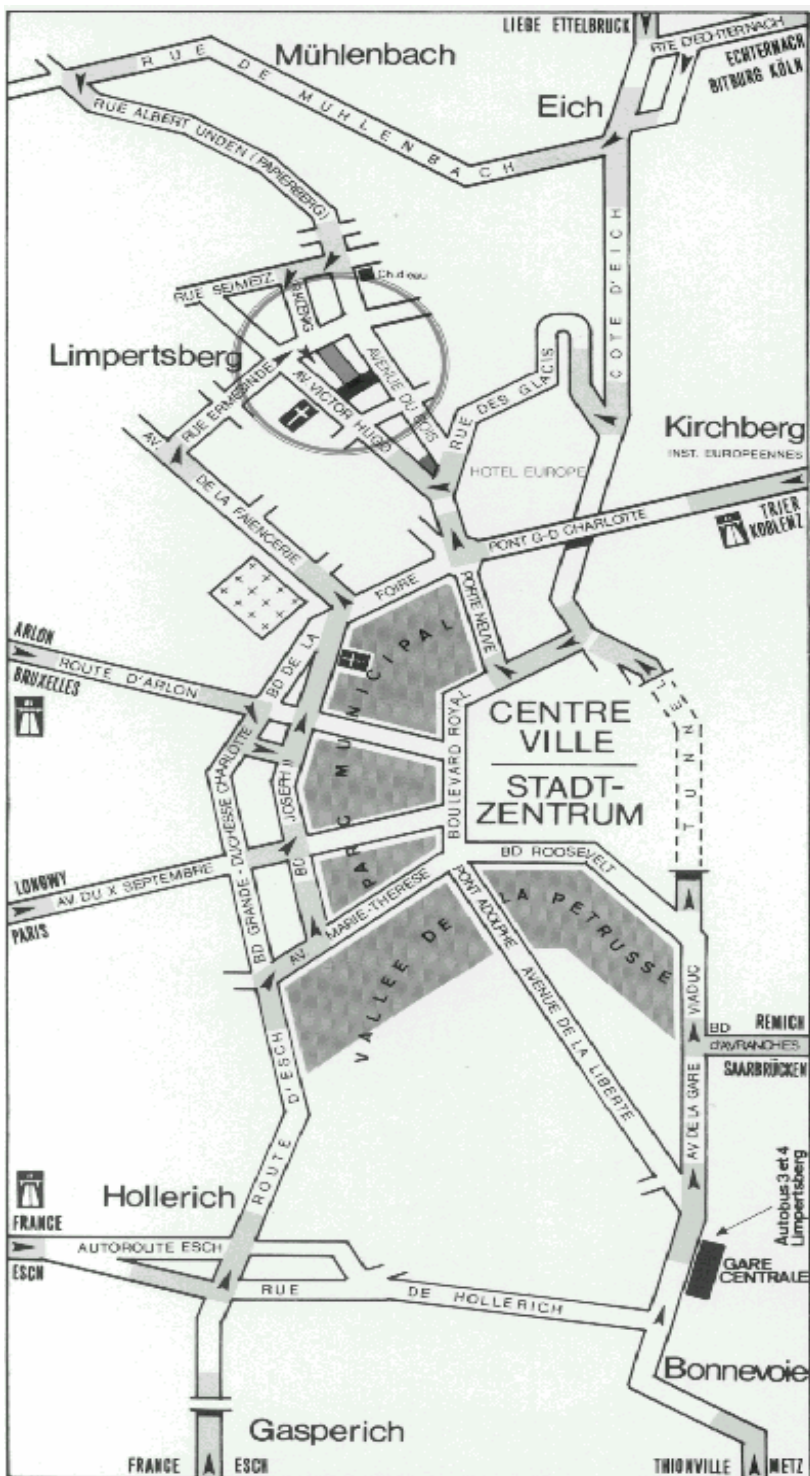 LIEGE ETTELBRUCK
RTE D'ECHTERNACH
ECHTERNACH
BITBURG KÖLN
Mühlenbach
RUE DE MUHLENBACH
Eich
RUE ALBERT UNDEN (PAPIERBERG)
COTE D'EICH
RUE SEIMETZ
Ch.d'eau
Limpertsberg
AVENUE DU BOIS
RUE ERMESINDE
AV. VICTOR HUGO
RUE DES GLACIS
Kirchberg
INST. EUROPEENNES
HOTEL EUROPE
AV. DE LA FAIENCERIE
TRIER
KOBLENZ
PONT G-D CHARLOTTE
FOIRE
PORTE NEUVE
ARLON
ROUTE D'ARLON
BRUXELLES
BD DE LA
PARC MUNICIPAL
BOULEVARD ROYAL
CENTRE
VILLE
STADT-
ZENTRUM
TUNNEL
BD GRANDE-DUCHESSE CHARLOTTE
BD JOSEPH II
BD ROOSEVELT
LONGWY
AV. DU X SEPTEMBRE
PARIS
AV. MARIE-THERESE
PONT ADOLPHE
VALLEE DE LA PETRUSSE
AVENUE DE LA LIBERTE
VIADUC
REMICH
BD
d'AVRANCHES
SAARBRÜCKEN
ROUTE D'ESCH
AV. DE LA GARE
Autobus 3 et 4
Limpertsberg
Hollerich
FRANCE
AUTOROUTE ESCH
ESCH
GARE
CENTRALE
RUE DE HOLLERICH
Bonnevoie
Gasperich
FRANCE
ESCH
THIONVILLE
METZ